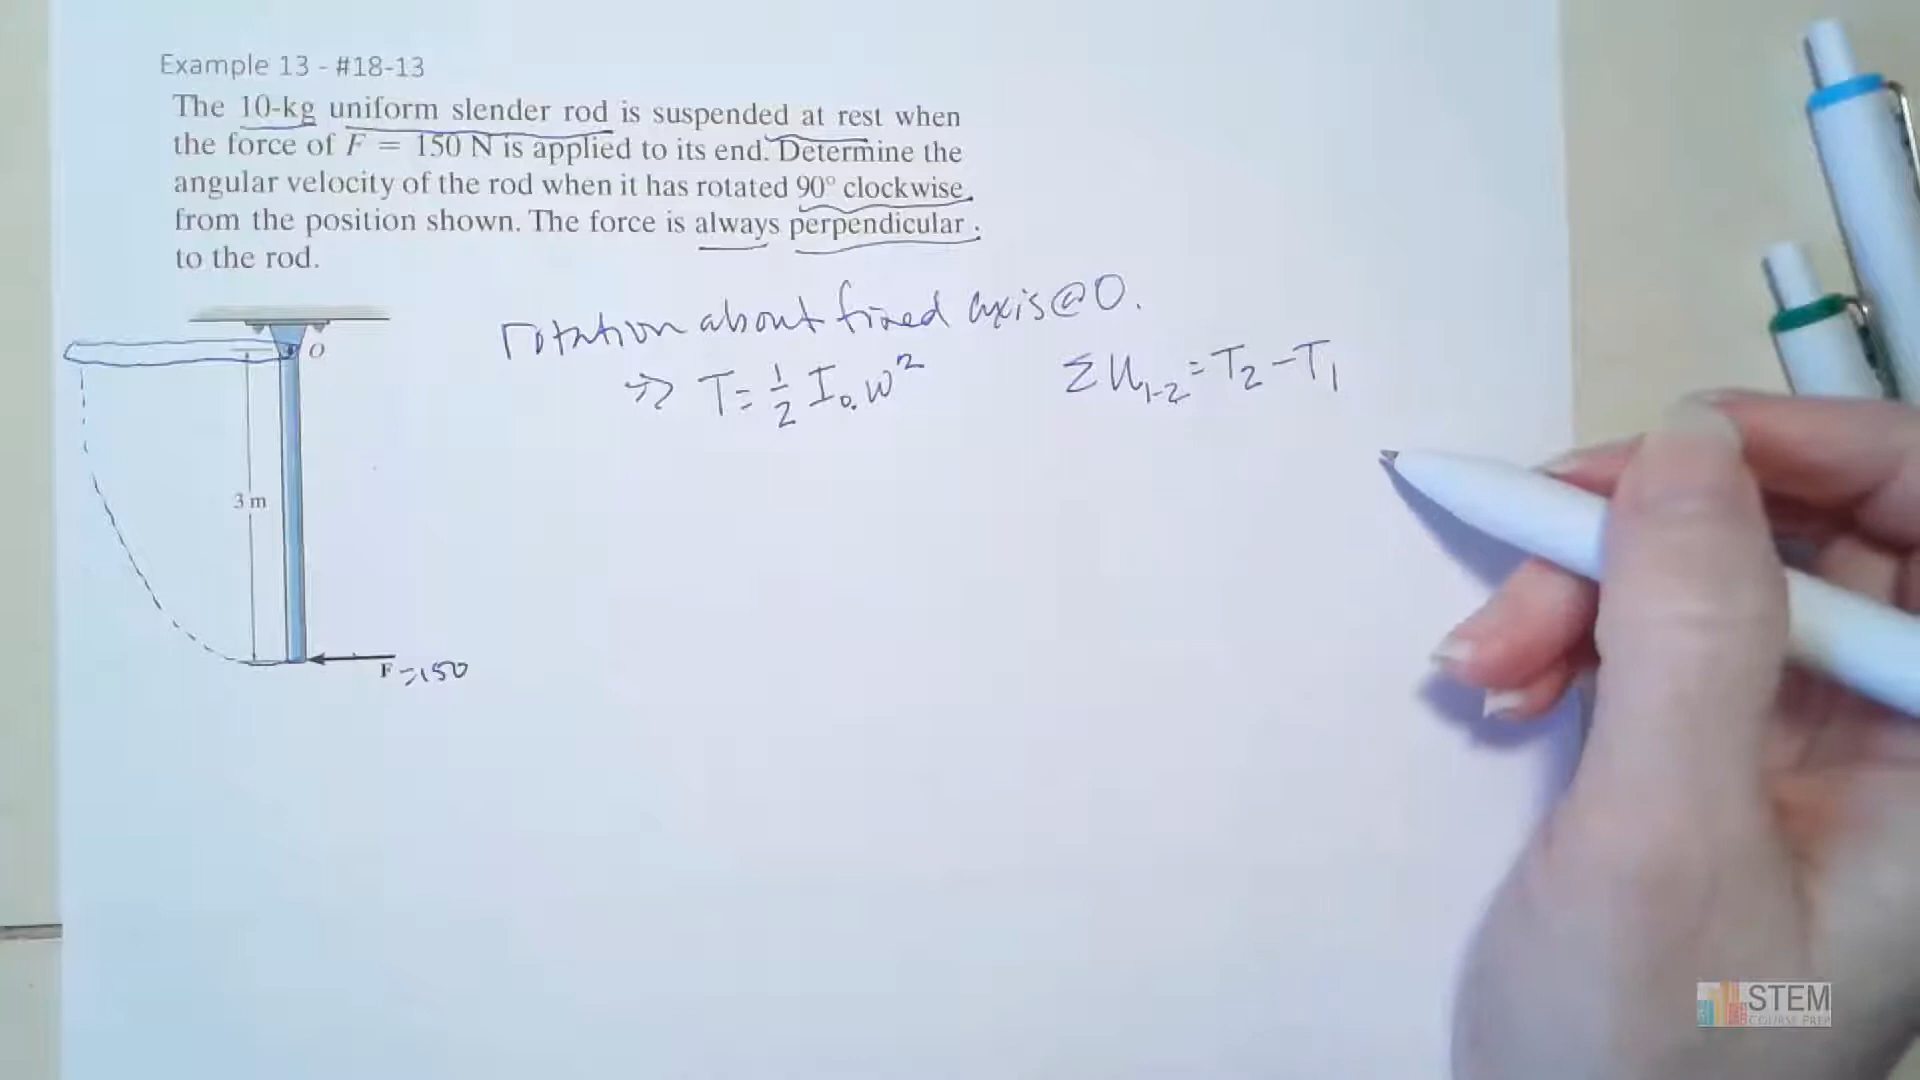 Example 13 - #18-13
The 10-kg uniform slender rod is suspended at rest when
the force of F = 150 N is applied to its end. Determine the
angular velocity of the rod when it has rotated 90° clockwise
from the position shown. The force is always perpendicular
to the rod.
rotation about fixed axis @ O.
O
=> T = 1/2 I₀ ω²
ΣU₁₋₂ = T₂ - T₁
3 m
F = 150
STEM
COURSE PREP